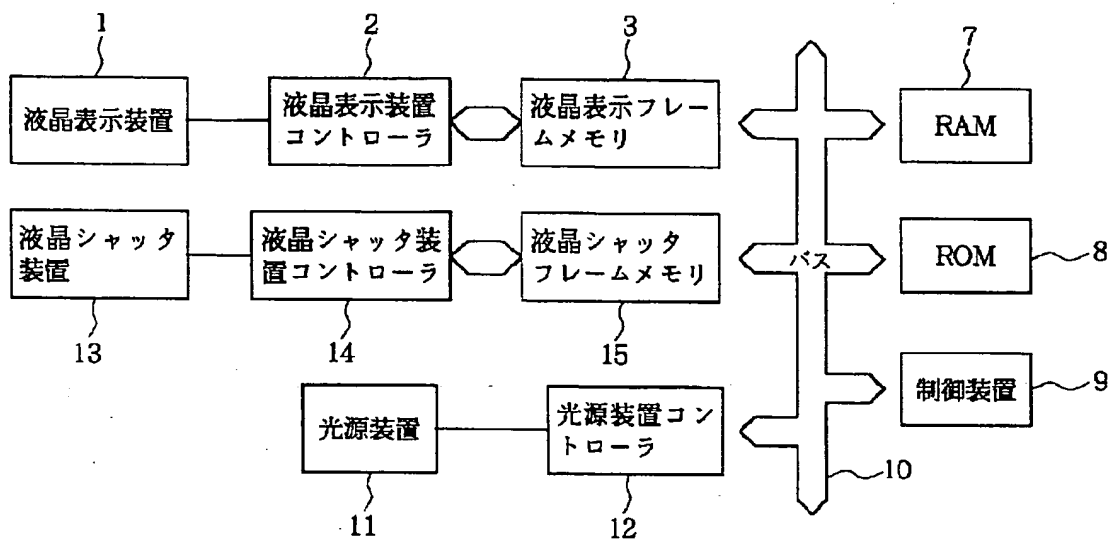 1
2
3
7
液晶表示装置
液晶表示装置
コントローラ
液晶表示フレー
ムメモリ
RAM
液晶シャッタ
装置
液晶シャッタ装
置コントローラ
液晶シャッタ
フレームメモリ
バス
ROM
8
13
14
15
光源装置
光源装置コン
トローラ
制御装置
9
10
11
12